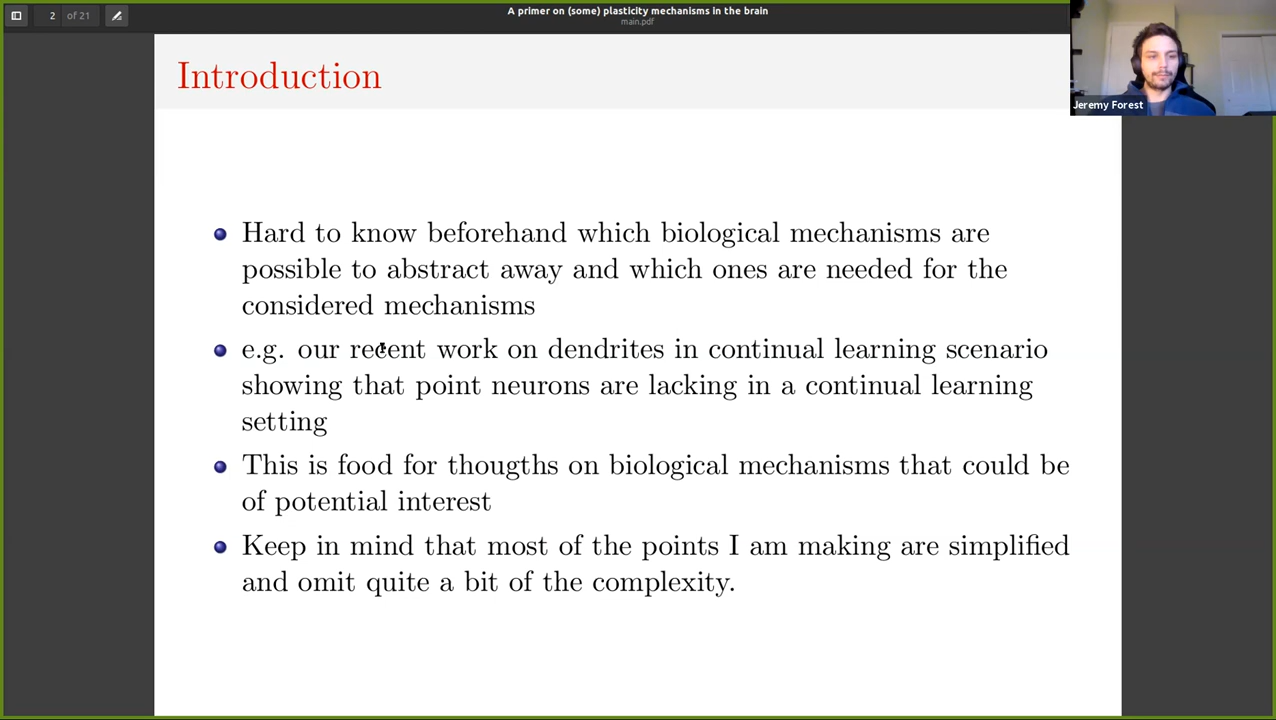 2 of 21
A primer on (some) plasticity mechanisms in the brain
main.pdf
Jeremy Forest
Introduction
Hard to know beforehand which biological mechanisms are
possible to abstract away and which ones are needed for the
considered mechanisms
e.g. our recent work on dendrites in continual learning scenario
showing that point neurons are lacking in a continual learning
setting
This is food for thougths on biological mechanisms that could be
of potential interest
Keep in mind that most of the points I am making are simplified
and omit quite a bit of the complexity.